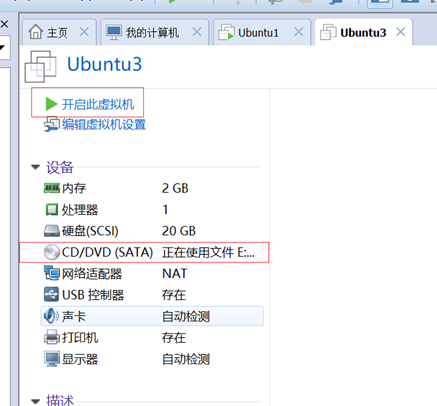 主页
我的计算机
Ubuntu1
Ubuntu3
Ubuntu3
开启此虚拟机
编辑虚拟机设置
设备
内存 2 GB
处理器 1
硬盘(SCSI) 20 GB
CD/DVD (SATA) 正在使用文件 E:...
网络适配器 NAT
USB 控制器 存在
声卡 自动检测
打印机 存在
显示器 自动检测
描述